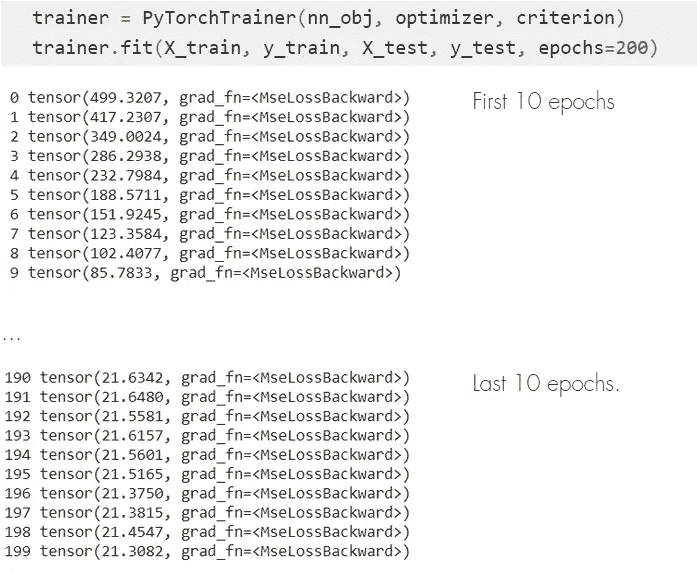 trainer = PyTorchTrainer(nn_obj, optimizer, criterion)
trainer.fit(X_train, y_train, X_test, y_test, epochs=200)
0 tensor(499.3207, grad_fn=<MseLossBackward>)
First 10 epochs
1 tensor(417.2307, grad_fn=<MseLossBackward>)
2 tensor(349.0024, grad_fn=<MseLossBackward>)
3 tensor(286.2938, grad_fn=<MseLossBackward>)
4 tensor(232.7984, grad_fn=<MseLossBackward>)
5 tensor(188.5711, grad_fn=<MseLossBackward>)
6 tensor(151.9245, grad_fn=<MseLossBackward>)
7 tensor(123.3584, grad_fn=<MseLossBackward>)
8 tensor(102.4077, grad_fn=<MseLossBackward>)
9 tensor(85.7833, grad_fn=<MseLossBackward>)
...
190 tensor(21.6342, grad_fn=<MseLossBackward>)
Last 10 epochs.
191 tensor(21.6480, grad_fn=<MseLossBackward>)
192 tensor(21.5581, grad_fn=<MseLossBackward>)
193 tensor(21.6157, grad_fn=<MseLossBackward>)
194 tensor(21.5601, grad_fn=<MseLossBackward>)
195 tensor(21.5165, grad_fn=<MseLossBackward>)
196 tensor(21.3750, grad_fn=<MseLossBackward>)
197 tensor(21.3815, grad_fn=<MseLossBackward>)
198 tensor(21.4547, grad_fn=<MseLossBackward>)
199 tensor(21.3082, grad_fn=<MseLossBackward>)